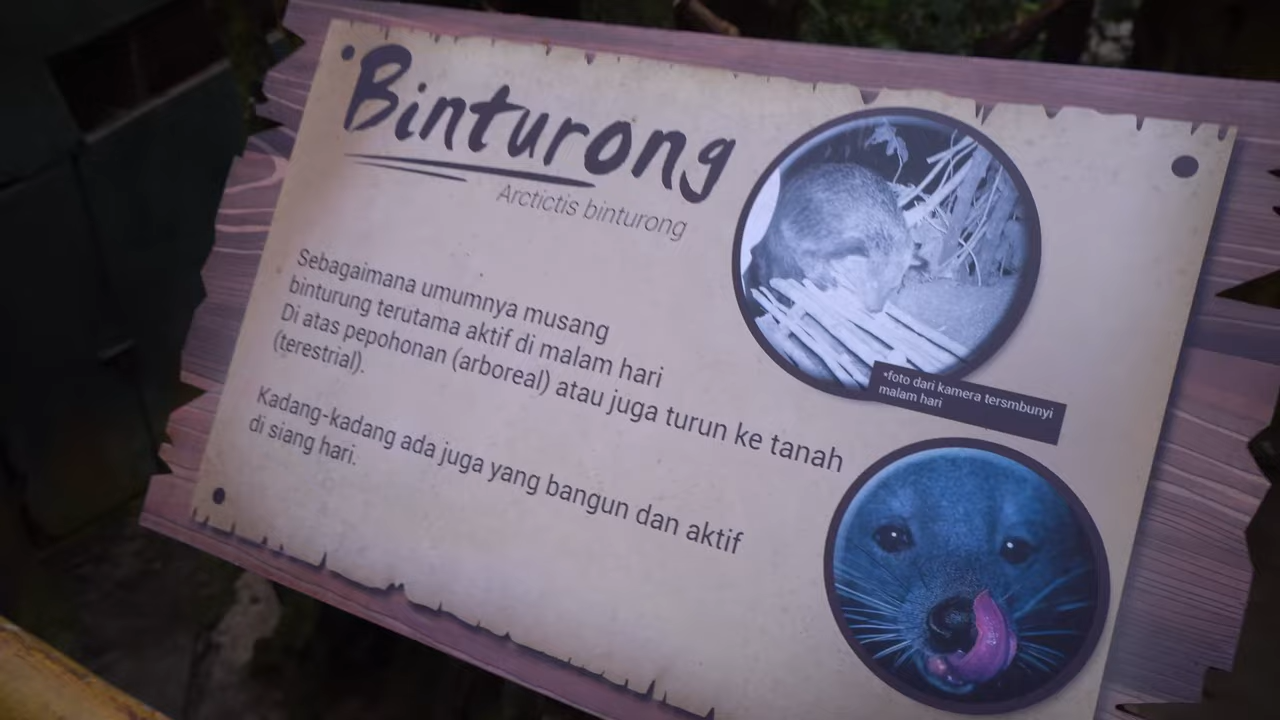 Binturong
Arctictis binturong
Sebagaimana umumnya musang
binturung terutama aktif di malam hari
Di atas pepohonan (arboreal) atau juga turun ke tanah
(terestrial).
Kadang-kadang ada juga yang bangun dan aktif
di siang hari.
*foto dari kamera tersmbunyi
malam hari